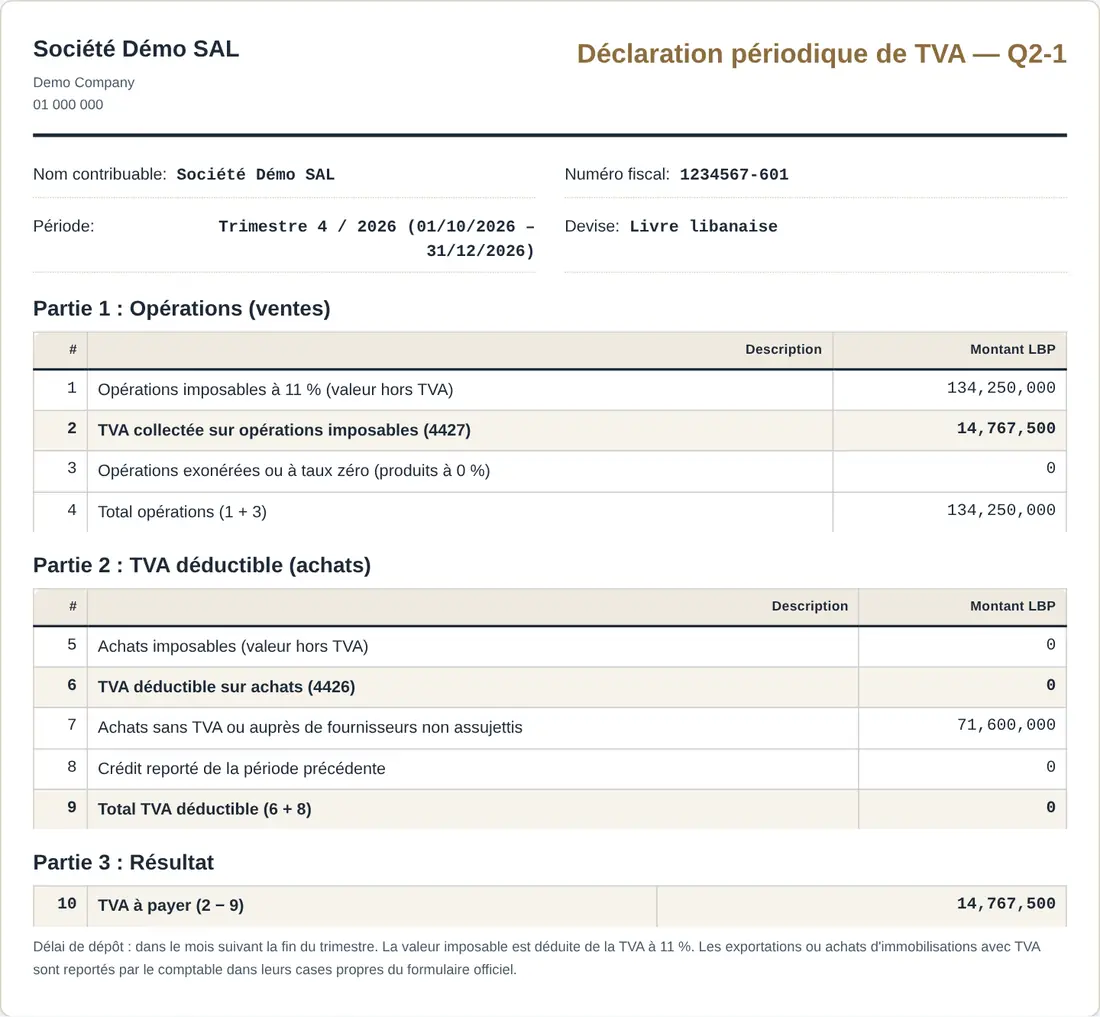 Société Démo SAL
Déclaration périodique de TVA — Q2-1
Demo Company
01 000 000
Nom contribuable: Société Démo SAL
Numéro fiscal: 1234567-601
Période: Trimestre 4 / 2026 (01/10/2026 –
31/12/2026)
Devise: Livre libanaise
Partie 1 : Opérations (ventes)
# Description Montant LBP
1 Opérations imposables à 11 % (valeur hors TVA) 134,250,000
2 TVA collectée sur opérations imposables (4427) 14,767,500
3 Opérations exonérées ou à taux zéro (produits à 0 %) 0
4 Total opérations (1 + 3) 134,250,000
Partie 2 : TVA déductible (achats)
# Description Montant LBP
5 Achats imposables (valeur hors TVA) 0
6 TVA déductible sur achats (4426) 0
7 Achats sans TVA ou auprès de fournisseurs non assujettis 71,600,000
8 Crédit reporté de la période précédente 0
9 Total TVA déductible (6 + 8) 0
Partie 3 : Résultat
10 TVA à payer (2 − 9) 14,767,500
Délai de dépôt : dans le mois suivant la fin du trimestre. La valeur imposable est déduite de la TVA à 11 %. Les exportations ou achats d'immobilisations avec TVA
sont reportés par le comptable dans leurs cases propres du formulaire officiel.